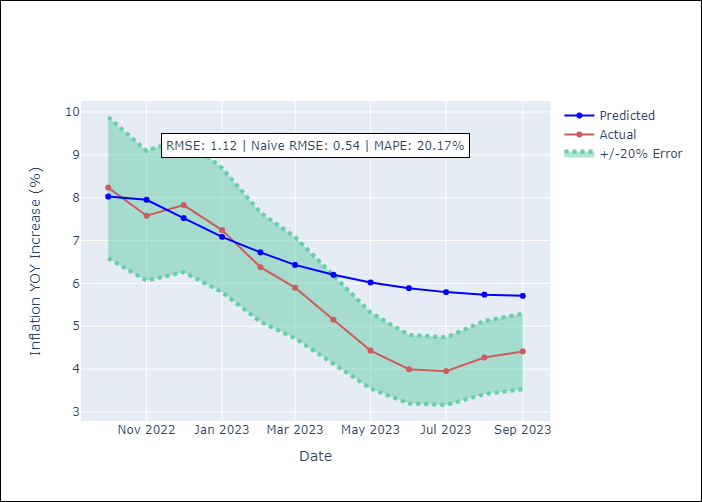 RMSE: 1.12 | Naive RMSE: 0.54 | MAPE: 20.17%
Predicted
Actual
+/-20% Error
Inflation YOY Increase (%)
10
9
8
7
6
5
4
3
Nov 2022 Jan 2023 Mar 2023 May 2023 Jul 2023 Sep 2023
Date